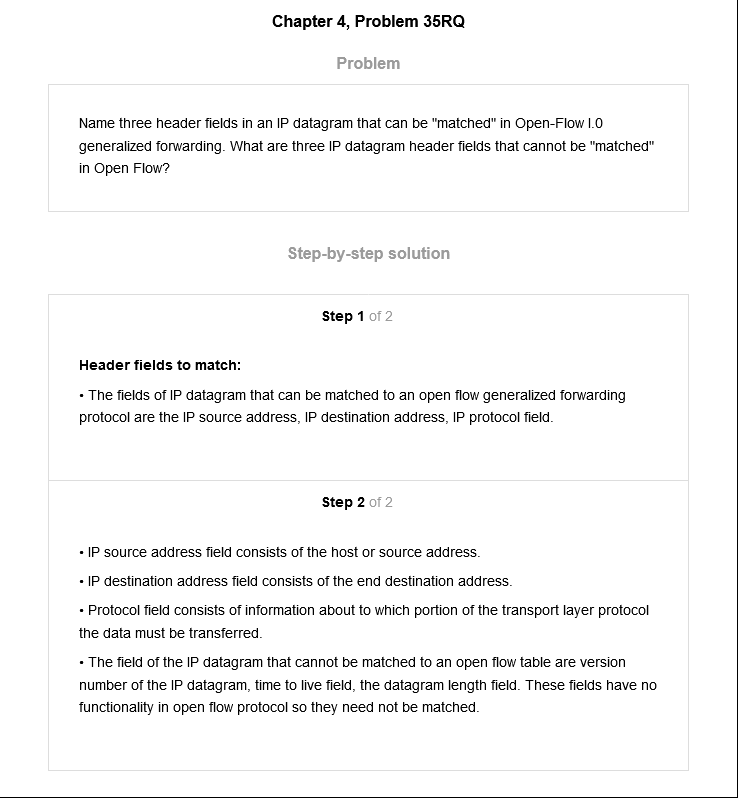 Chapter 4, Problem 35RQ
Problem
Name three header fields in an IP datagram that can be "matched" in Open-Flow l.0
generalized forwarding. What are three IP datagram header fields that cannot be "matched"
in Open Flow?
Step-by-step solution
Step 1 of 2
Header fields to match:
• The fields of IP datagram that can be matched to an open flow generalized forwarding
protocol are the IP source address, IP destination address, IP protocol field.
Step 2 of 2
• IP source address field consists of the host or source address.
• IP destination address field consists of the end destination address.
• Protocol field consists of information about to which portion of the transport layer protocol
the data must be transferred.
• The field of the IP datagram that cannot be matched to an open flow table are version
number of the IP datagram, time to live field, the datagram length field. These fields have no
functionality in open flow protocol so they need not be matched.